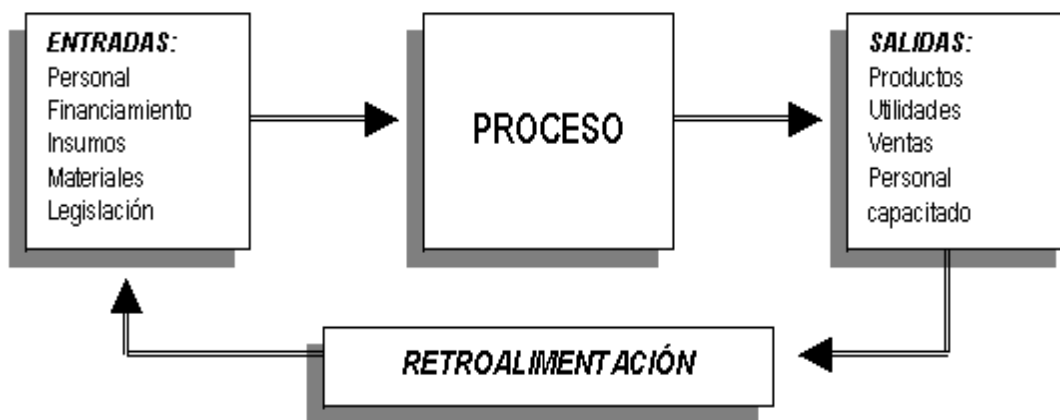 ENTRADAS:
Personal
Financiamiento
Insumos
Materiales
Legislación
PROCESO
SALIDAS:
Productos
Utilidades
Ventas
Personal
capacitado
RETROALIMENTACIÓN